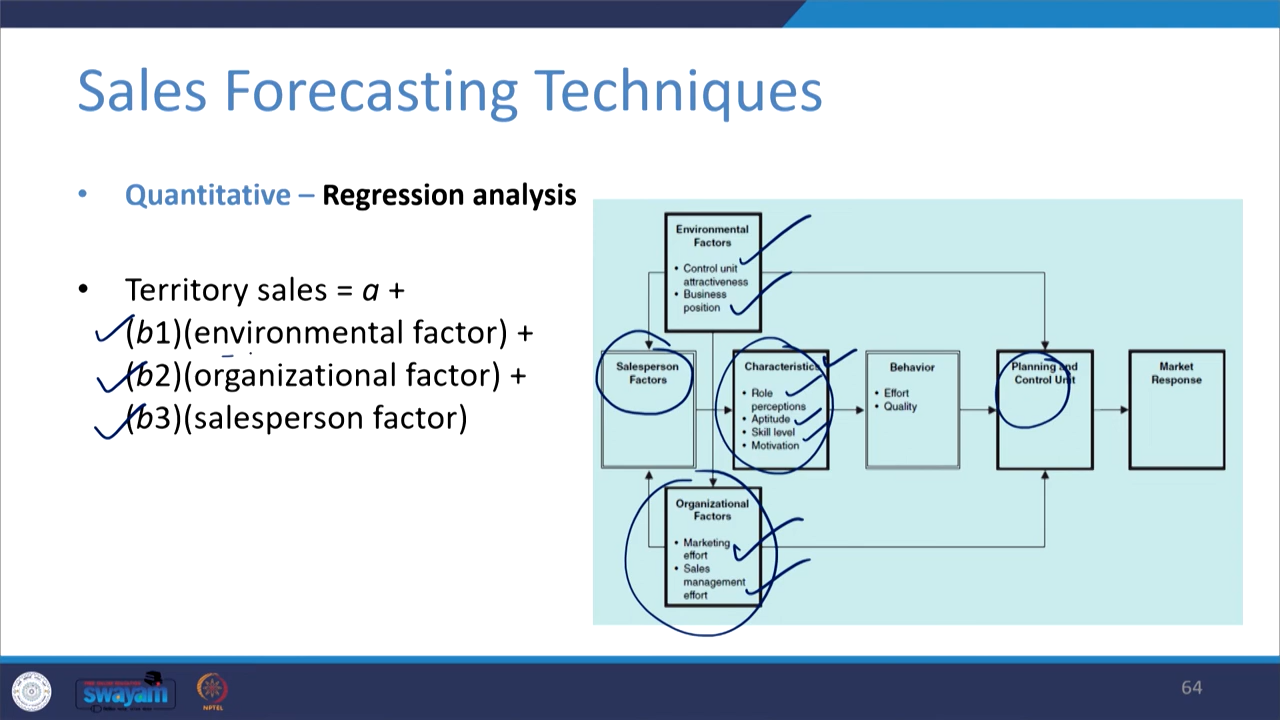 Sales Forecasting Techniques
• Quantitative – Regression analysis
• Territory sales = a +
(b1)(environmental factor) +
(b2)(organizational factor) +
(b3)(salesperson factor)
Environmental
Factors
• Control unit
attractiveness
• Business
position
Salesperson
Factors
Characteristics
• Role
perceptions
• Aptitude
• Skill level
• Motivation
Behavior
• Effort
• Quality
Planning and
Control Unit
Market
Response
Organizational
Factors
• Marketing
effort
• Sales
management
effort
swayam
NPTEL
64